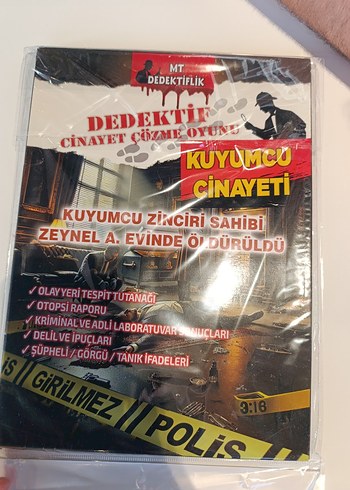 MT
DEDEKTİFLİK
DEDEKTİF
CİNAYET ÇÖZME OYUNU
KUYUMCU
CİNAYETİ
KUYUMCU ZİNCİRİ SAHİBİ
ZEYNEL A. EVİNDE ÖLDÜRÜLDÜ
✓ OLAY YERİ TESPİT TUTANAĞI
✓ OTOPSİ RAPORU
✓ KRİMİNAL VE ADLİ LABORATUVAR SONUÇLARI
✓ DELİL VE İPUÇLARI
✓ ŞÜPHELİ / GÖRGÜ / TANIK İFADELERİ
3:16
İS GİRİLMEZ POLİS